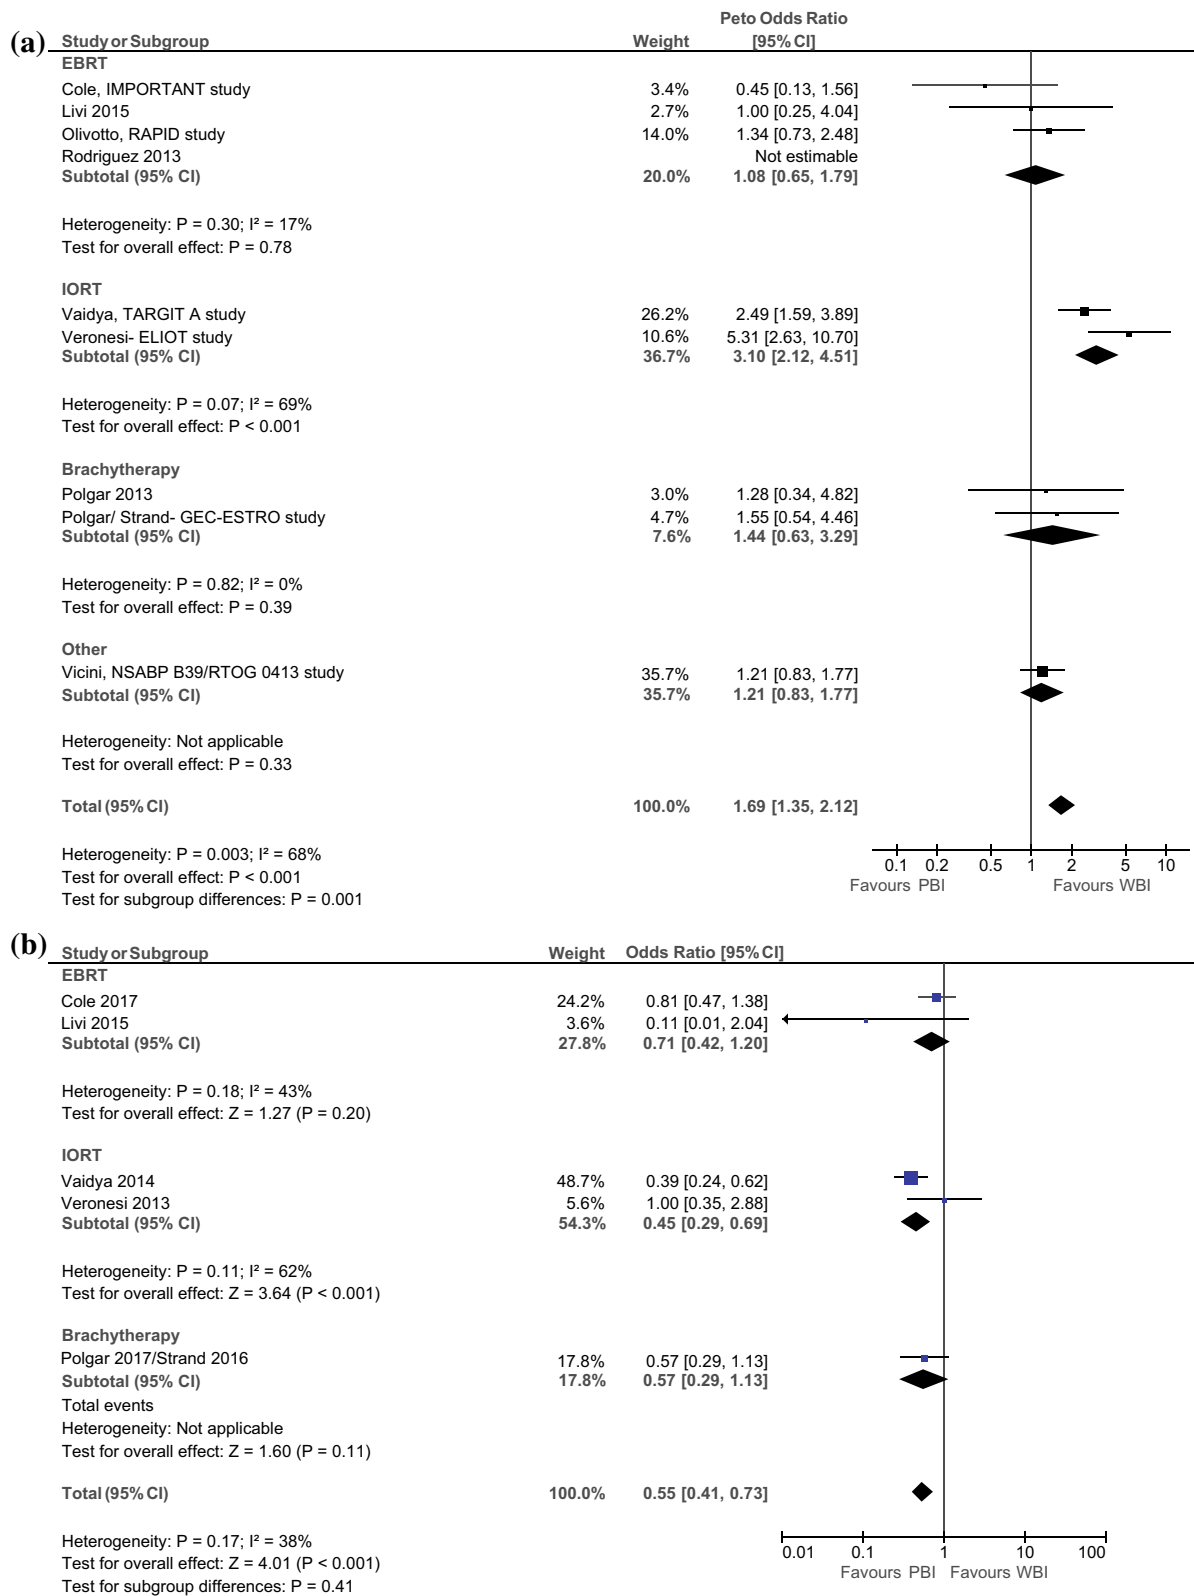 Peto Odds Ratio
(a) Study or Subgroup Weight [95% CI]
EBRT
Cole, IMPORTANT study 3.4% 0.45 [0.13, 1.56]
Livi 2015 2.7% 1.00 [0.25, 4.04]
Olivotto, RAPID study 14.0% 1.34 [0.73, 2.48]
Rodriguez 2013 Not estimable
Subtotal (95% CI) 20.0% 1.08 [0.65, 1.79]
Heterogeneity: P = 0.30; I² = 17%
Test for overall effect: P = 0.78
IORT
Vaidya, TARGIT A study 26.2% 2.49 [1.59, 3.89]
Veronesi- ELIOT study 10.6% 5.31 [2.63, 10.70]
Subtotal (95% CI) 36.7% 3.10 [2.12, 4.51]
Heterogeneity: P = 0.07; I² = 69%
Test for overall effect: P < 0.001
Brachytherapy
Polgar 2013 3.0% 1.28 [0.34, 4.82]
Polgar/ Strand- GEC-ESTRO study 4.7% 1.55 [0.54, 4.46]
Subtotal (95% CI) 7.6% 1.44 [0.63, 3.29]
Heterogeneity: P = 0.82; I² = 0%
Test for overall effect: P = 0.39
Other
Vicini, NSABP B39/RTOG 0413 study 35.7% 1.21 [0.83, 1.77]
Subtotal (95% CI) 35.7% 1.21 [0.83, 1.77]
Heterogeneity: Not applicable
Test for overall effect: P = 0.33
Total (95% CI) 100.0% 1.69 [1.35, 2.12]
Heterogeneity: P = 0.003; I² = 68%
Test for overall effect: P < 0.001
Test for subgroup differences: P = 0.001
0.1 0.2 0.5 1 2 5 10
Favours PBI Favours WBI
(b) Study or Subgroup Weight Odds Ratio [95% CI]
EBRT
Cole 2017 24.2% 0.81 [0.47, 1.38]
Livi 2015 3.6% 0.11 [0.01, 2.04]
Subtotal (95% CI) 27.8% 0.71 [0.42, 1.20]
Heterogeneity: P = 0.18; I² = 43%
Test for overall effect: Z = 1.27 (P = 0.20)
IORT
Vaidya 2014 48.7% 0.39 [0.24, 0.62]
Veronesi 2013 5.6% 1.00 [0.35, 2.88]
Subtotal (95% CI) 54.3% 0.45 [0.29, 0.69]
Heterogeneity: P = 0.11; I² = 62%
Test for overall effect: Z = 3.64 (P < 0.001)
Brachytherapy
Polgar 2017/Strand 2016 17.8% 0.57 [0.29, 1.13]
Subtotal (95% CI) 17.8% 0.57 [0.29, 1.13]
Total events
Heterogeneity: Not applicable
Test for overall effect: Z = 1.60 (P = 0.11)
Total (95% CI) 100.0% 0.55 [0.41, 0.73]
Heterogeneity: P = 0.17; I² = 38%
Test for overall effect: Z = 4.01 (P < 0.001)
Test for subgroup differences: P = 0.41
0.01 0.1 1 10 100
Favours PBI Favours WBI